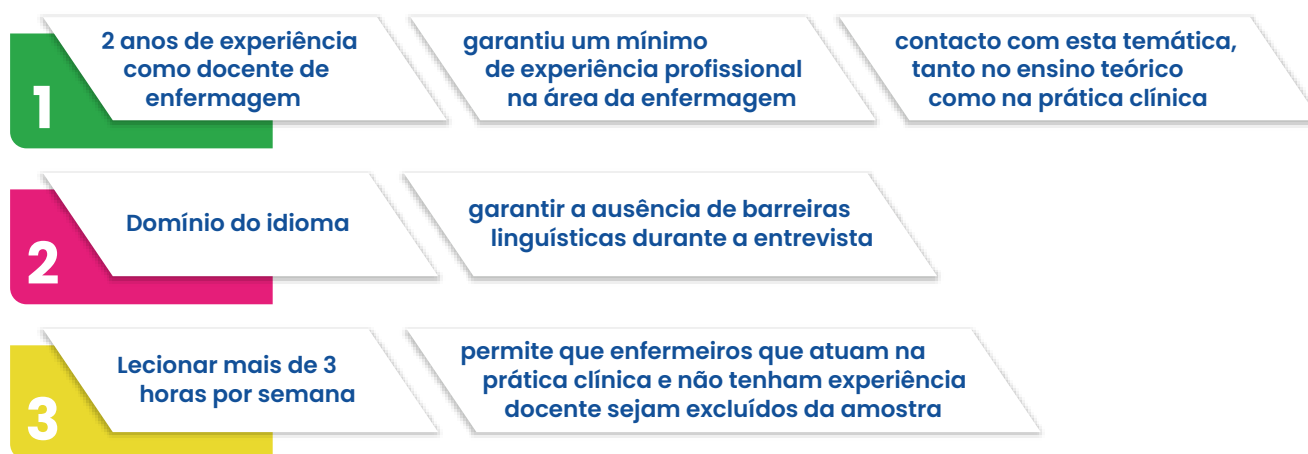 1
2 anos de experiência
como docente de
enfermagem
garantiu um mínimo
de experiência profissional
na área da enfermagem
contacto com esta temática,
tanto no ensino teórico
como na prática clínica
2
Domínio do idioma
garantir a ausência de barreiras
linguísticas durante a entrevista
3
Lecionar mais de 3
horas por semana
permite que enfermeiros que atuam na
prática clínica e não tenham experiência
docente sejam excluídos da amostra